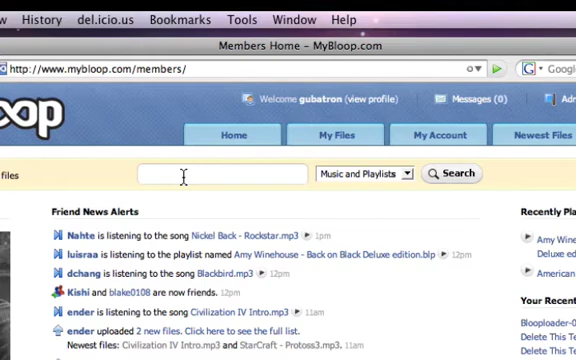 History del.icio.us Bookmarks Tools Window Help
Members Home – MyBloop.com
http://www.mybloop.com/members/
G Google
oop
Welcome gubatron (view profile) Messages (0)
Home My Files My Account Newest Files
files Music and Playlists Search
Friend News Alerts
Recently Pla
Nahte is listening to the song Nickel Back - Rockstar.mp3 1pm
Amy Wine
luisraa is listening to the playlist named Amy Winehouse - Back on Black Deluxe edition.blp 12pm
Deluxe ed
dchang is listening to the song Blackbird.mp3 12pm
American
Kishi and blake0108 are now friends. 12pm
Your Recent
ender is listening to the song Civilization IV Intro.mp3 11am
Blooploader-0
ender uploaded 2 new files. Click here to see the full list.
Delete This T
Newest files: Civilization IV Intro.mp3 and StarCraft - Protoss3.mp3. 11am
Delete This Te